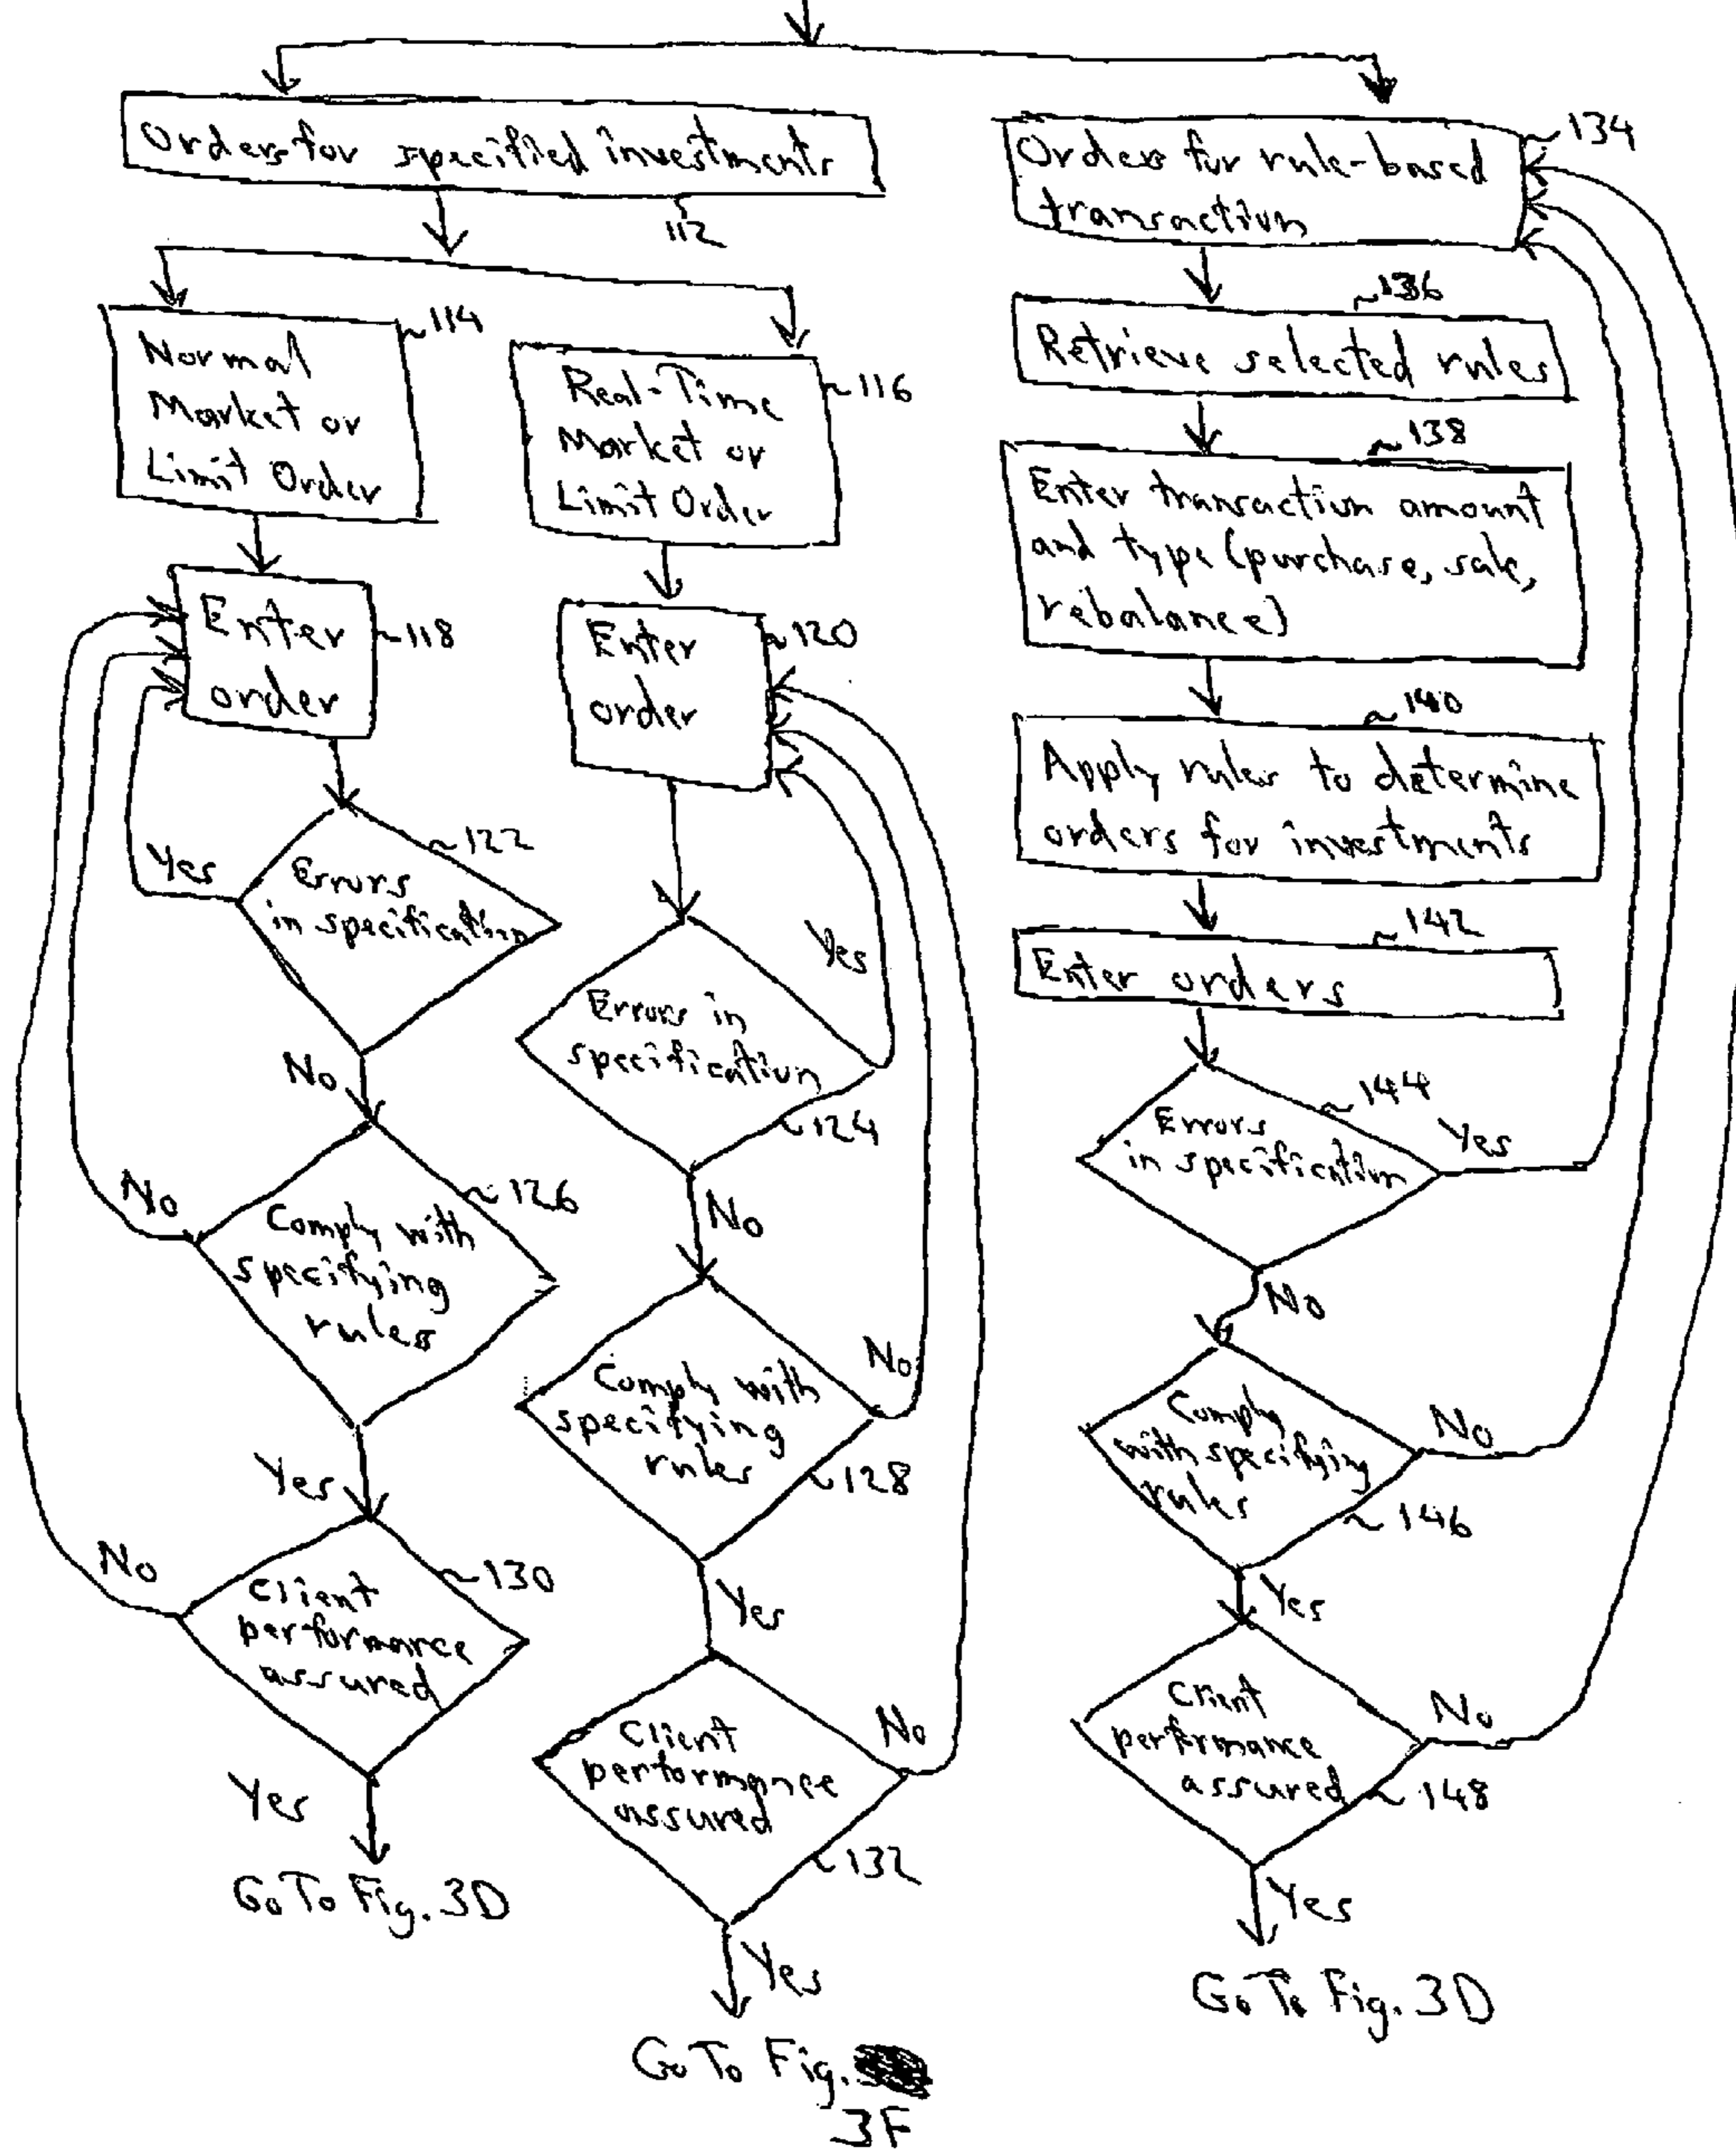 Orders for specified investments
112
Normal
Market or
Limit Order
114
Real-Time
Market or
Limit Order
116
Enter
order
118
Enter
order
120
Errors
in specification
122
Yes
No
Errors in
specification
124
Yes
No
Comply with
specifying
rules
126
No
Yes
Comply with
specifying
rules
128
No
Yes
Client
performance
assured
130
No
Yes
Go To Fig. 3D
Client
performance
assured
132
No
Yes
Go To Fig.
3F
Orders for rule-based
transaction
134
Retrieve selected rules
136
Enter transaction amount
and type (purchase, sale,
rebalance)
138
Apply rules to determine
orders for investments
140
Enter orders
142
Errors
in specification
144
Yes
No
Comply
with specifying
rules
146
No
Yes
Client
performance
assured
148
No
Yes
Go To Fig. 3D